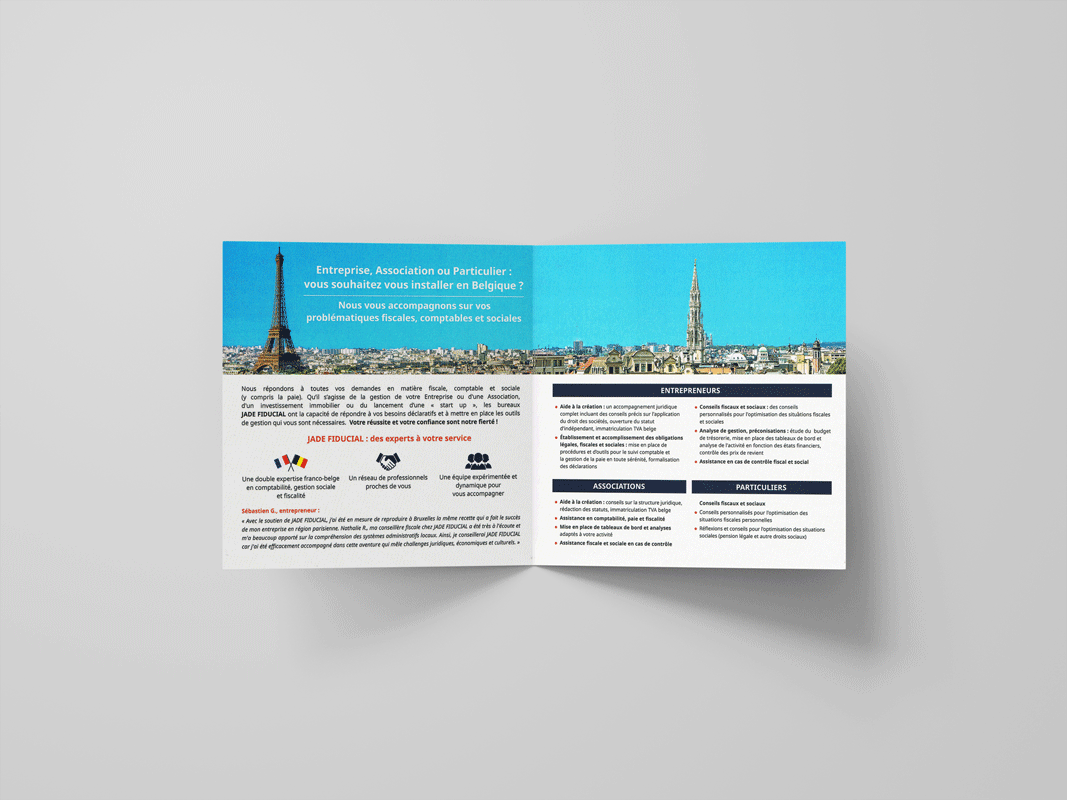 Entreprise, Association ou Particulier :
vous souhaitez vous installer en Belgique ?
Nous vous accompagnons sur vos
problématiques fiscales, comptables et sociales
Nous répondons à toutes vos demandes en matière fiscale, comptable et sociale
(y compris la paie). Qu'il s'agisse de la gestion de votre Entreprise ou d'une Association,
d'un investissement immobilier ou du lancement d'une « start up », les bureaux
JADE FIDUCIAL ont la capacité de répondre à vos besoins déclaratifs et à mettre en place les outils
de gestion qui vous sont nécessaires. Votre réussite et votre confiance sont notre fierté !
JADE FIDUCIAL : des experts à votre service
Une double expertise franco-belge
en comptabilité, gestion sociale
et fiscalité
Un réseau de professionnels
proches de vous
Une équipe expérimentée et
dynamique pour
vous accompagner
Sébastien G., entrepreneur :
« Avec le soutien de JADE FIDUCIAL, j'ai été en mesure de reproduire à Bruxelles la même recette qui a fait le succès
de mon entreprise en région parisienne. Nathalie R., ma conseillère fiscale chez JADE FIDUCIAL a été très à l'écoute et
m'a beaucoup apporté sur la compréhension des systèmes administratifs locaux. Ainsi, je conseillerai JADE FIDUCIAL
car j'ai été efficacement accompagné dans cette aventure qui mêle challenges juridiques, économiques et culturels. »
ENTREPRENEURS
Aide à la création : un accompagnement juridique
complet incluant des conseils précis sur l'application
du droit des sociétés, ouverture du statut
d'indépendant, immatriculation TVA belge
Établissement et accomplissement des obligations
légales, fiscales et sociales : mise en place de
procédures et d'outils pour le suivi comptable et
la gestion de la paie en toute sérénité, formalisation
des déclarations
Conseils fiscaux et sociaux : des conseils
personnalisés pour l'optimisation des situations fiscales
et sociales
Analyse de gestion, préconisations : étude du budget
de trésorerie, mise en place des tableaux de bord et
analyse de l'activité en fonction des états financiers,
contrôle des prix de revient
Assistance en cas de contrôle fiscal et social
ASSOCIATIONS
Aide à la création : conseils sur la structure juridique,
rédaction des statuts, immatriculation TVA belge
Assistance en comptabilité, paie et fiscalité
Mise en place de tableaux de bord et analyses
adaptés à votre activité
Assistance fiscale et sociale en cas de contrôle
PARTICULIERS
Conseils fiscaux et sociaux
Conseils personnalisés pour l'optimisation des
situations fiscales personnelles
Réflexions et conseils pour l'optimisation des situations
sociales (pension légale et autre droits sociaux)